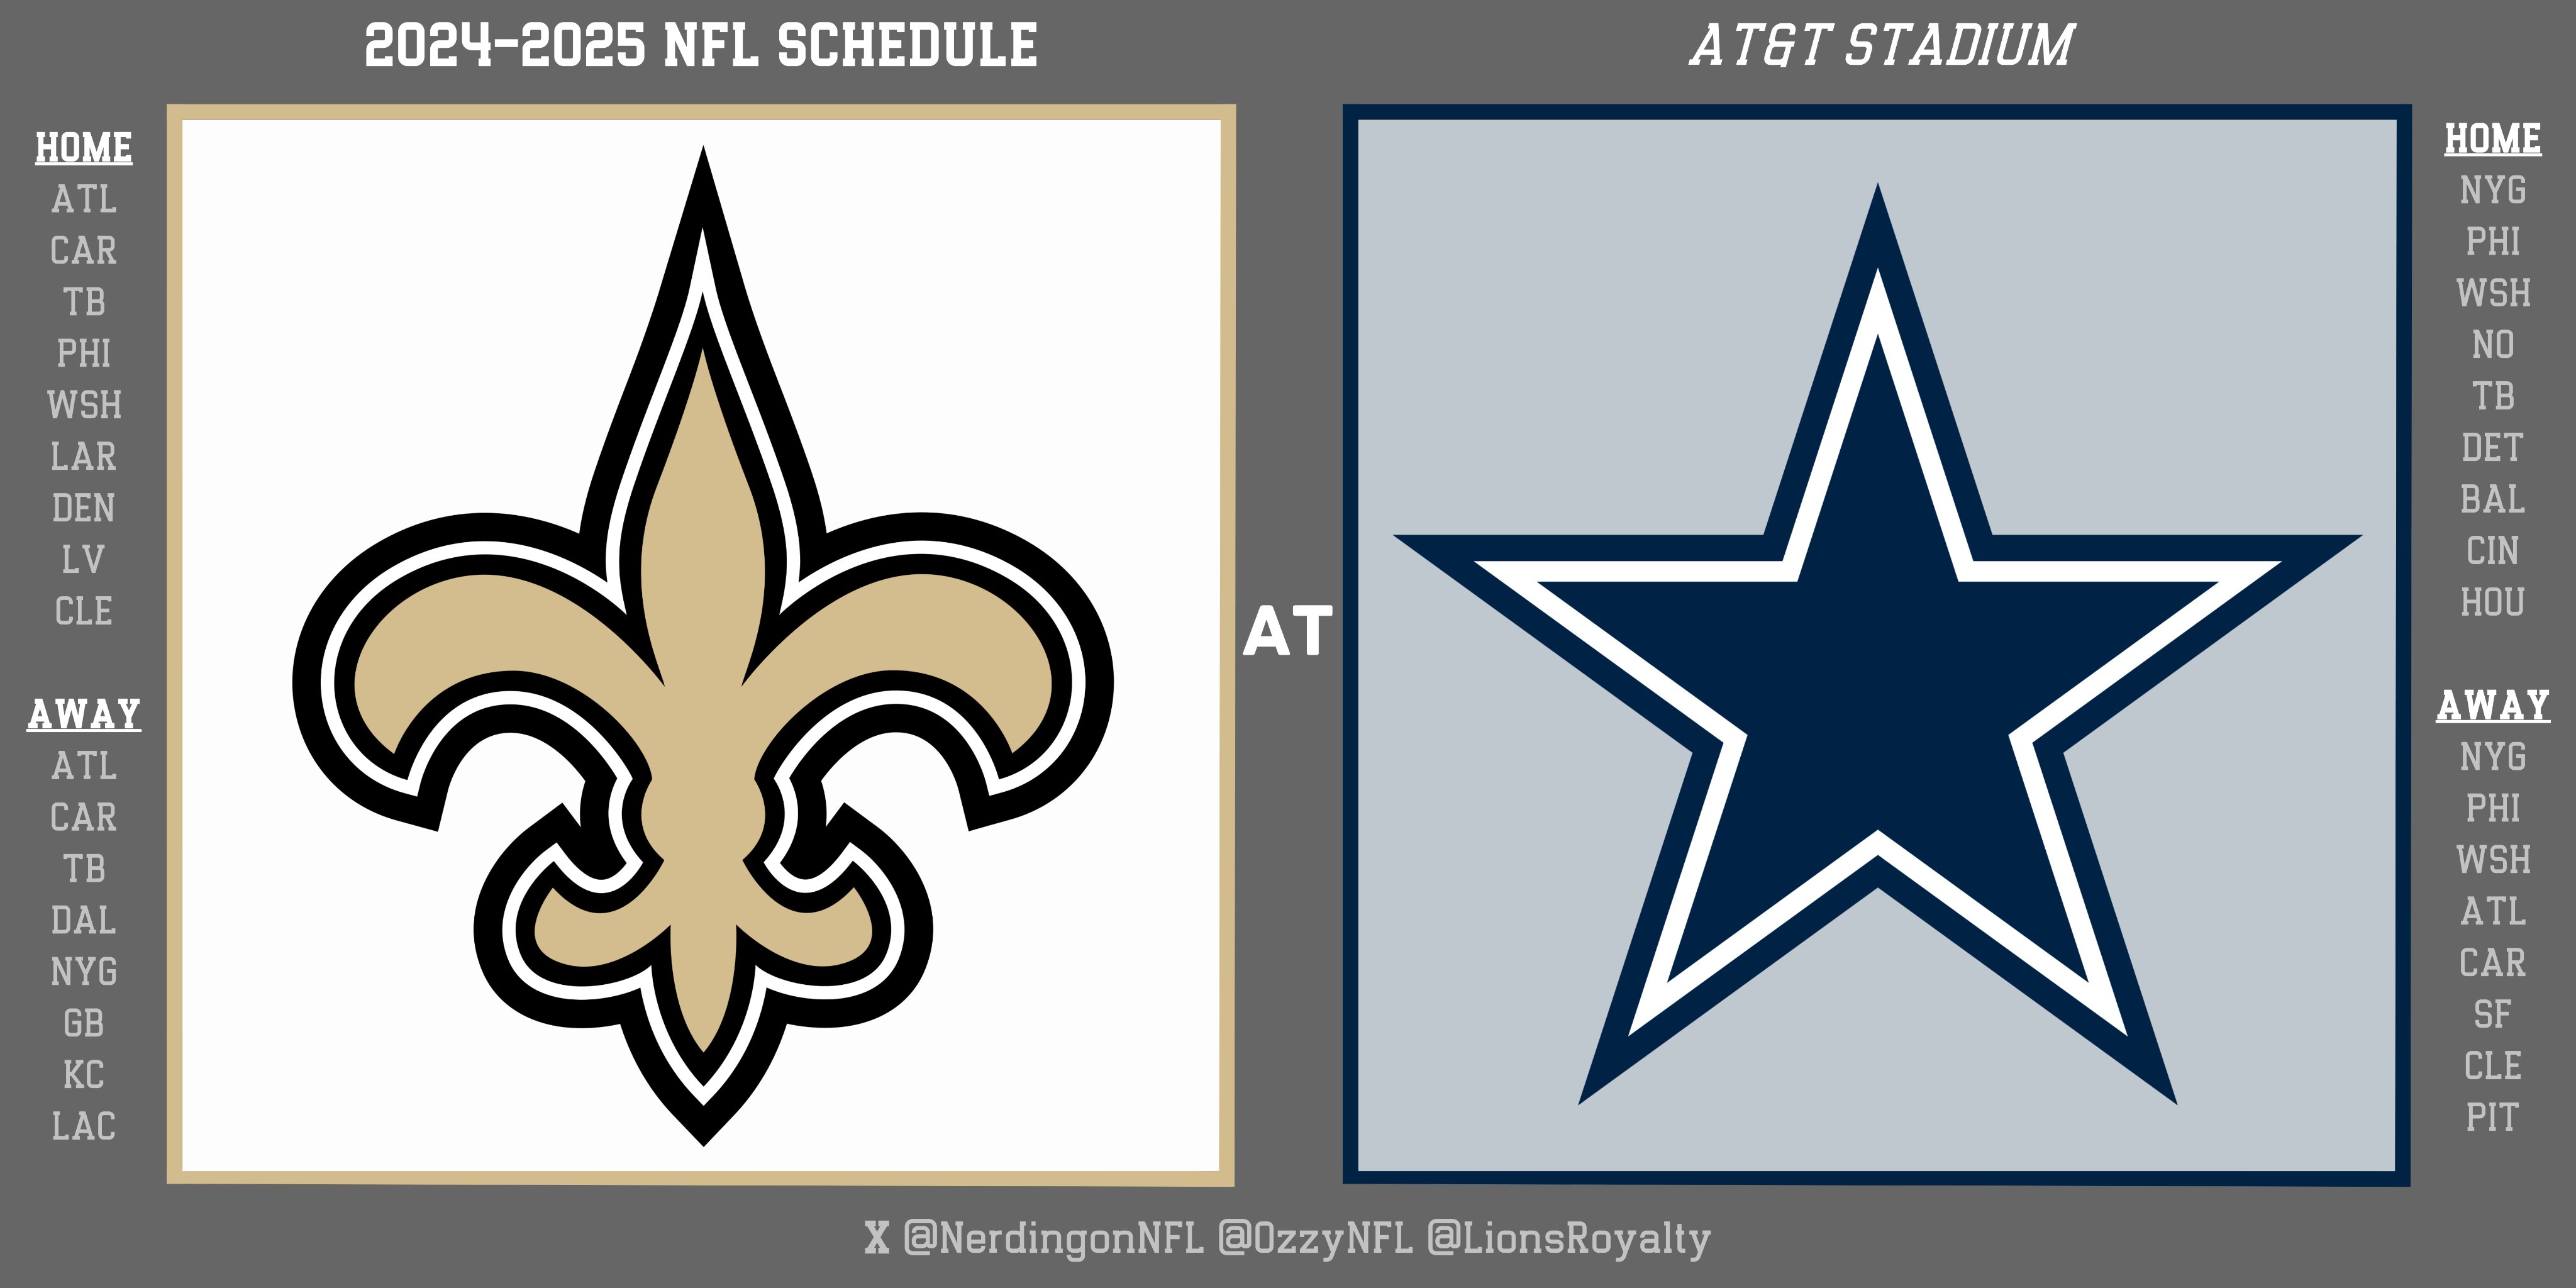 2024-2025 NFL SCHEDULE
AT&T STADIUM
HOME
ATL
CAR
TB
PHI
WSH
LAR
DEN
LV
CLE
AWAY
ATL
CAR
TB
DAL
NYG
GB
KC
LAC
AT
HOME
NYG
PHI
WSH
NO
TB
DET
BAL
CIN
HOU
AWAY
NYG
PHI
WSH
ATL
CAR
SF
CLE
PIT
X @NerdingonNFL @OzzyNFL @LionsRoyalty